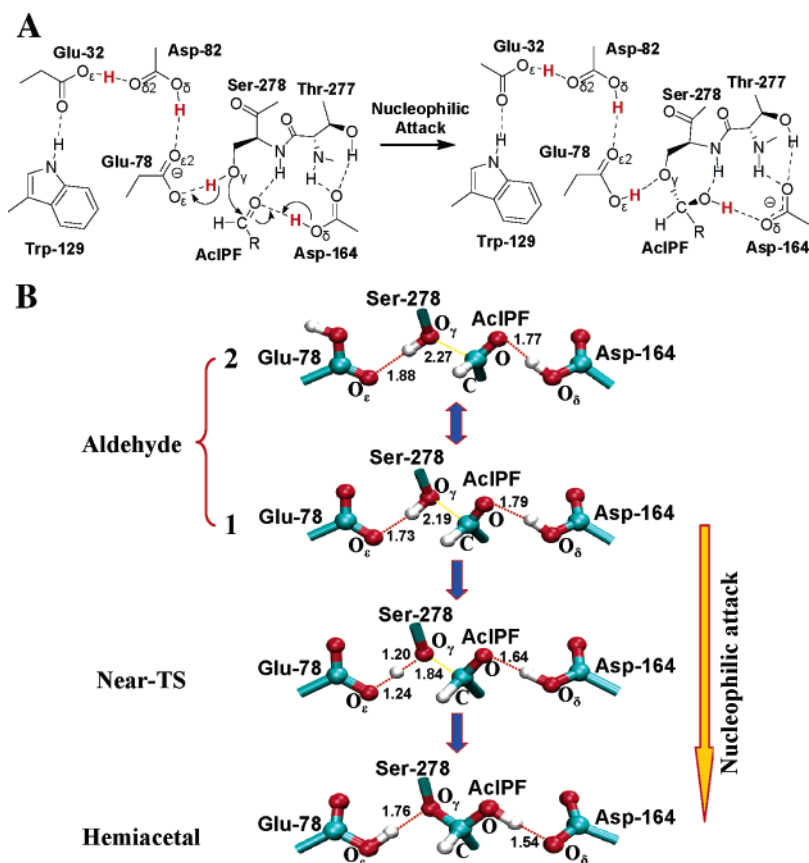 A
Glu-32
Asp-82
Oε
H
Oδ2
Oδ
O
H
H
Ser-278
Thr-277
O
O
H
N
H
Glu-78
Oε2
⊖
Oε
H
Oγ
N
H
N
H
O
H
C
O
H
Oδ
R
Trp-129
AcIPF
Asp-164
Nucleophilic
Attack
Glu-32
Asp-82
Oε
H
Oδ2
Oδ
O
H
H
Ser-278
Thr-277
O
O
H
N
H
Glu-78
Oε2
Oε
H
Oγ
N
H
N
H
O
⊖
H
C
O
H
Oδ
R
Trp-129
AcIPF
Asp-164
B
Ser-278
Oγ
AcIPF
1.77
2
Glu-78
2.27
O
Asp-164
Oε
1.88
C
Oδ
Aldehyde
Ser-278
Oγ
AcIPF
1.79
1
Glu-78
2.19
O
Asp-164
Oε
1.73
C
Oδ
Ser-278
Oγ
AcIPF
1.20
1.64
Near-TS
Glu-78
1.84
O
Asp-164
Oε
1.24
C
Oδ
Ser-278
Oγ
AcIPF
1.76
Hemiacetal
Glu-78
O
Asp-164
Oε
C
1.54
Oδ
Nucleophilic attack